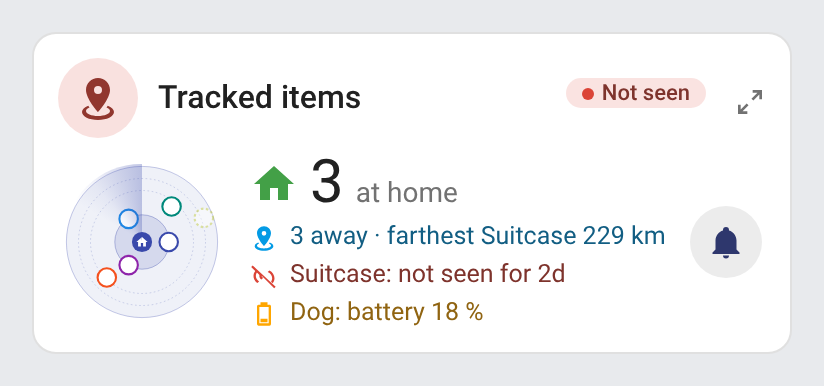 Tracked items
Not seen
3 at home
3 away · farthest Suitcase 229 km
Suitcase: not seen for 2d
Dog: battery 18 %